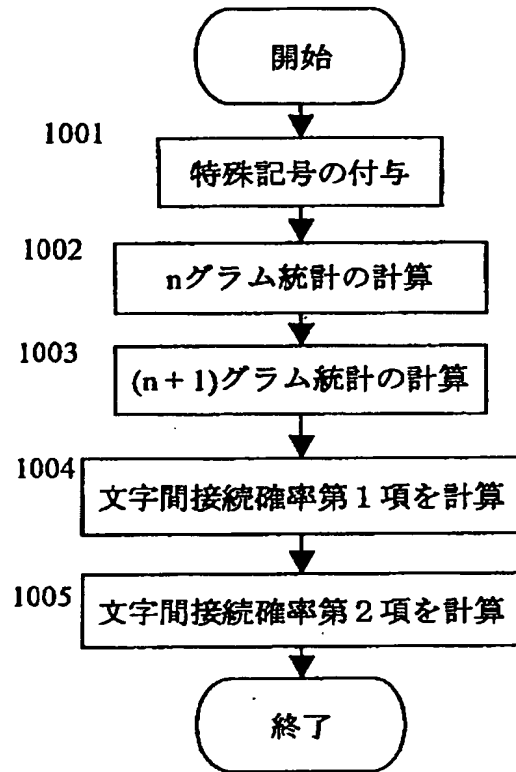 開始
1001
特殊記号の付与
1002
nグラム統計の計算
1003
(n+1)グラム統計の計算
1004
文字間接続確率第1項を計算
1005
文字間接続確率第2項を計算
終了